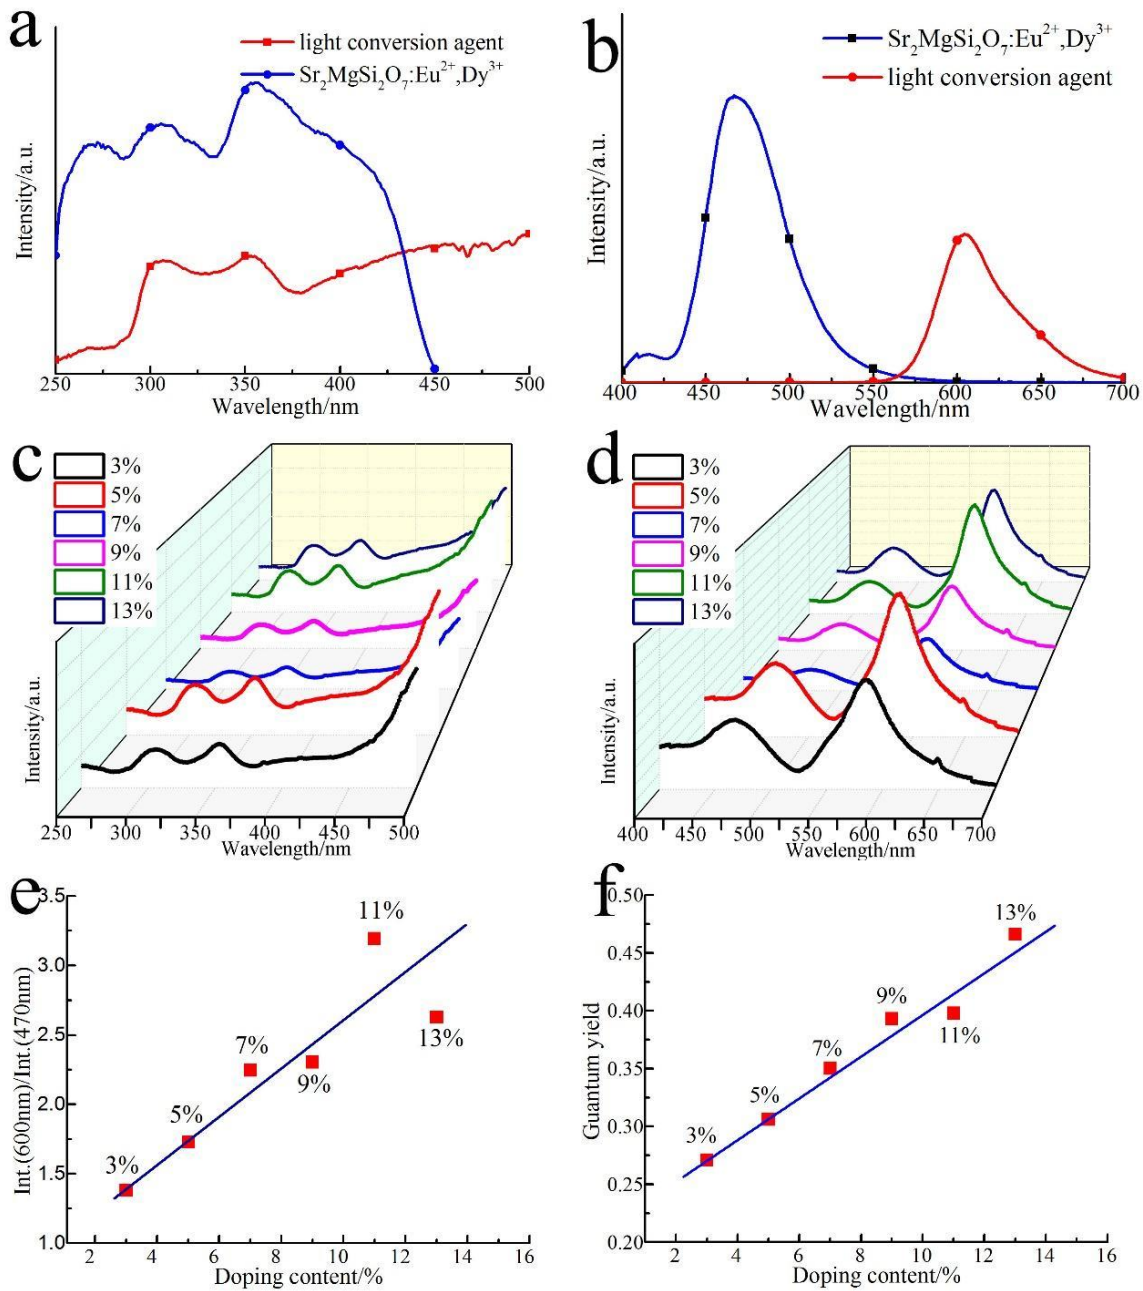 a
light conversion agent
Sr₂MgSi₂O₇:Eu²⁺,Dy³⁺
Intensity/a.u.
250 300 350 400 450 500
Wavelength/nm
b
Sr₂MgSi₂O₇:Eu²⁺,Dy³⁺
light conversion agent
Intensity/a.u.
400 450 500 550 600 650 700
Wavelength/nm
c
3%
5%
7%
9%
11%
13%
Intensity/a.u.
250 300 350 400 450 500
Wavelength/nm
d
3%
5%
7%
9%
11%
13%
Intensity/a.u.
400 450 500 550 600 650 700
Wavelength/nm
e
3.5
3.0
2.5
2.0
1.5
1.0
Int.(600nm)/Int.(470nm)
11%
13%
7%
9%
5%
3%
2 4 6 8 10 12 14 16
Doping content/%
f
0.50
0.45
0.40
0.35
0.30
0.25
0.20
Guantum yield
13%
9%
11%
7%
5%
3%
2 4 6 8 10 12 14 16
Doping content/%